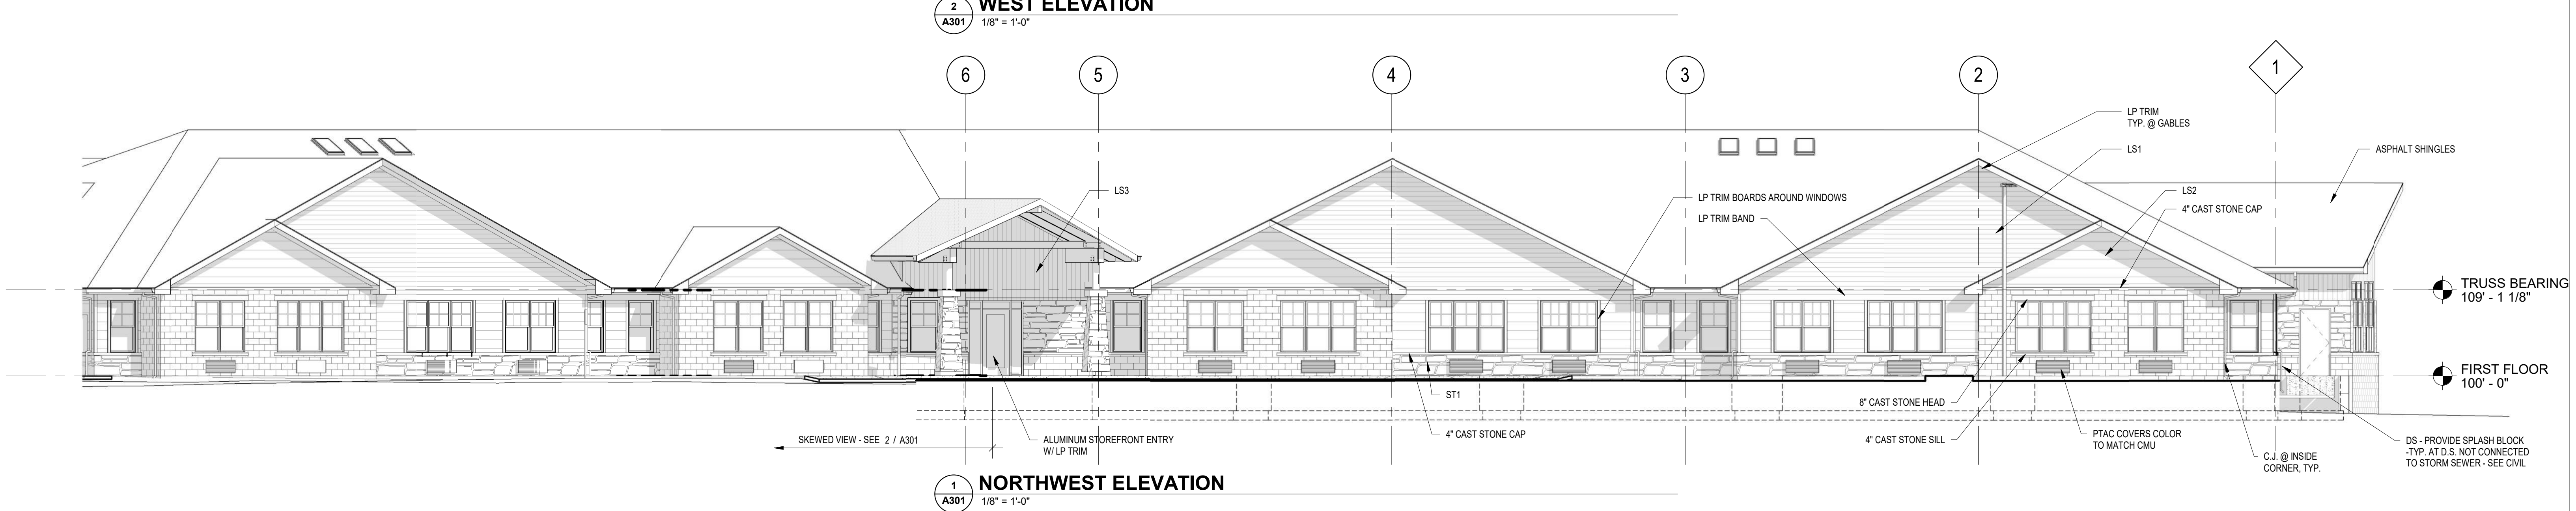 2
A301
WEST ELEVATION
1/8" = 1'-0"
6
5
4
3
2
1
LP TRIM
TYP. @ GABLES
LS1
ASPHALT SHINGLES
LS3
LS2
LP TRIM BOARDS AROUND WINDOWS
4" CAST STONE CAP
LP TRIM BAND
TRUSS BEARING
109' - 1 1/8"
FIRST FLOOR
100' - 0"
ST1
8" CAST STONE HEAD
SKEWED VIEW - SEE 2 / A301
ALUMINUM STOREFRONT ENTRY
W/ LP TRIM
4" CAST STONE CAP
4" CAST STONE SILL
PTAC COVERS COLOR
TO MATCH CMU
C.J. @ INSIDE
CORNER, TYP.
DS - PROVIDE SPLASH BLOCK
-TYP. AT D.S. NOT CONNECTED
TO STORM SEWER - SEE CIVIL
1
A301
NORTHWEST ELEVATION
1/8" = 1'-0"